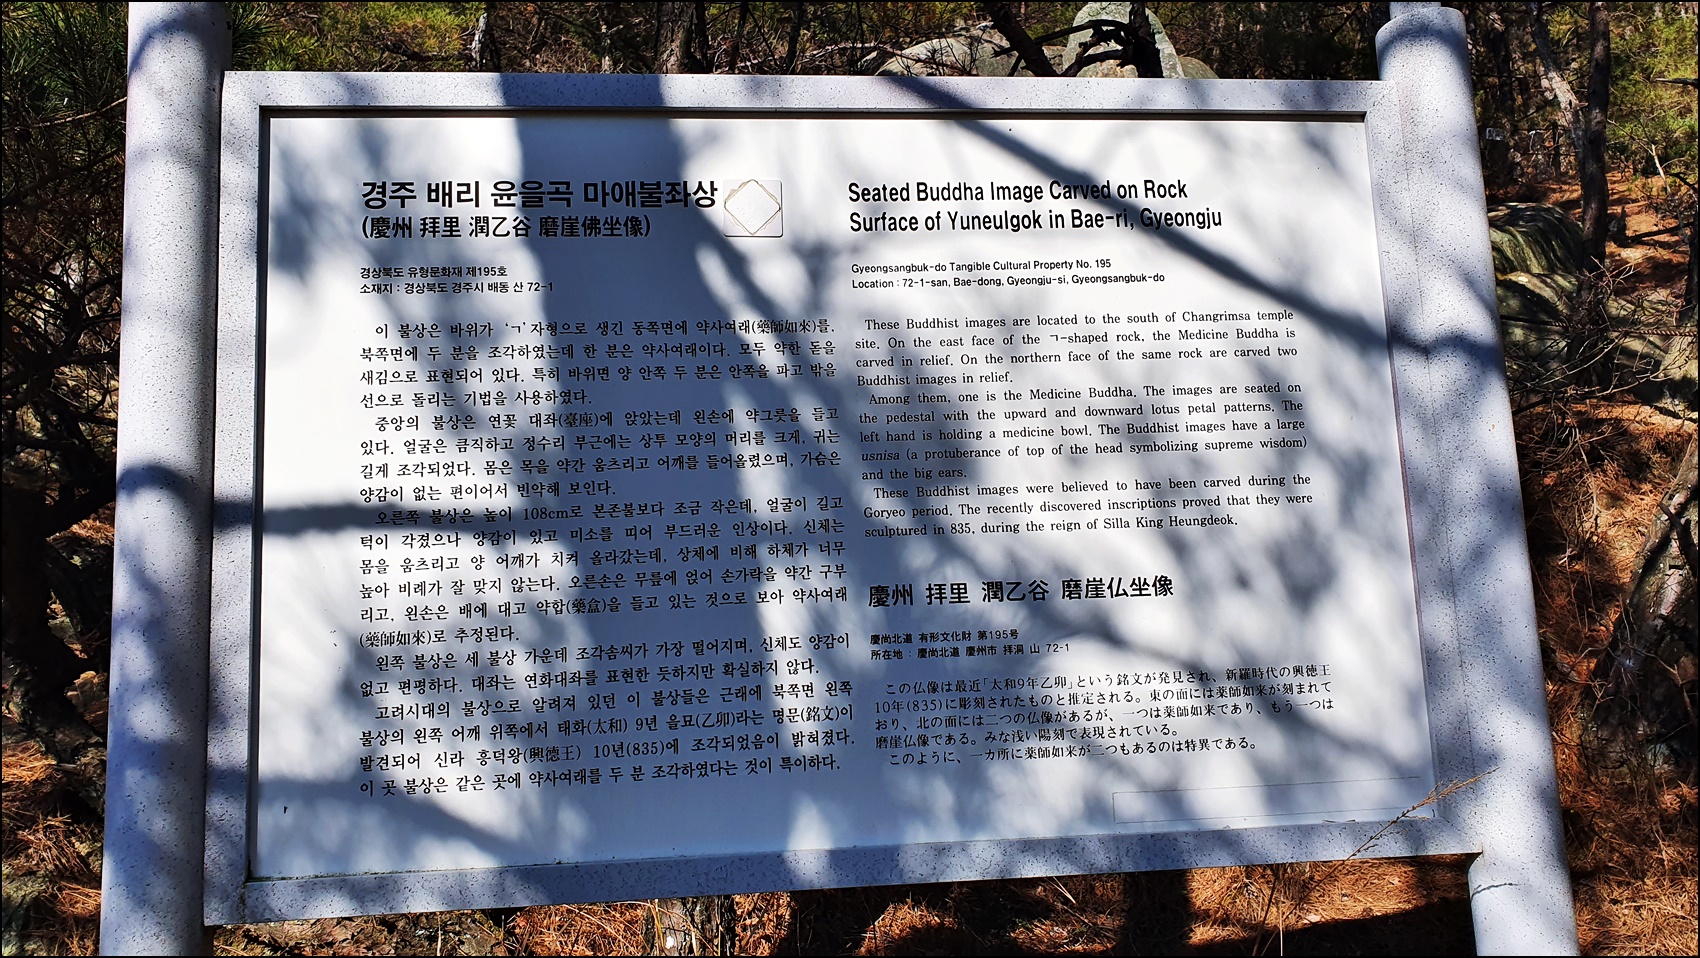 경주 배리 윤을곡 마애불좌상
(慶州 拜里 潤乙谷 磨崖佛坐像)
경상북도 유형문화재 제195호
소재지 : 경상북도 경주시 배동 산 72-1
이 불상은 바위가 ‘ㄱ’자형으로 생긴 동쪽면에 약사여래(藥師如來)를,
북쪽면에 두 분을 조각하였는데 한 분은 약사여래이다. 모두 얕한 돋을
새김으로 표현되어 있다. 특히 바위면 양 안쪽 두 분은 안쪽을 파고 밖을
선으로 돌리는 기법을 사용하였다.
중앙의 불상은 연꽃 대좌(臺座)에 앉았는데 왼손에 약그릇을 들고
있다. 얼굴은 큼직하고 정수리 부근에는 상투 모양의 머리를 크게, 귀는
길게 조각되었다. 몸은 목을 약간 움츠리고 어깨를 들어올렸으며, 가슴은
양감이 없는 편이어서 빈약해 보인다.
오른쪽 불상은 높이 108cm로 본존불보다 조금 작은데, 얼굴이 길고
턱이 각졌으나 양감이 있고 미소를 띠어 부드러운 인상이다. 신체는
몸을 움츠리고 양 어깨가 치켜 올라갔는데, 상체에 비해 하체가 너무
높아 비례가 잘 맞지 않는다. 오른손은 무릎에 얹어 손가락을 약간 구부
리고, 왼손은 배에 대고 약합(藥盒)을 들고 있는 것으로 보아 약사여래
(藥師如來)로 추정된다.
왼쪽 불상은 세 불상 가운데 조각솜씨가 가장 떨어지며, 신체도 양감이
없고 편평하다. 대좌는 연화대좌를 표현한 듯하지만 확실하지 않다.
고려시대의 불상으로 알려져 있던 이 불상들은 근래에 북쪽면 왼쪽
불상의 왼쪽 어깨 위쪽에서 태화(太和) 9년 을묘(乙卯)라는 명문(銘文)이
발견되어 신라 흥덕왕(興德王) 10년(835)에 조각되었음이 밝혀졌다.
이 곳 불상은 같은 곳에 약사여래를 두 분 조각하였다는 것이 특이하다.
Seated Buddha Image Carved on Rock
Surface of Yuneulgok in Bae-ri, Gyeongju
Gyeongsangbuk-do Tangible Cultural Property No. 195
Location : 72-1-san, Bae-dong, Gyeongju-si, Gyeongsangbuk-do
These Buddhist images are located to the south of Changrimsa temple
site. On the east face of the ㄱ-shaped rock, the Medicine Buddha is
carved in relief. On the northern face of the same rock are carved two
Buddhist images in relief.
Among them, one is the Medicine Buddha. The images are seated on
the pedestal with the upward and downward lotus petal patterns. The
left hand is holding a medicine bowl. The Buddhist images have a large
usnisa (a protuberance of top of the head symbolizing supreme wisdom)
and the big ears.
These Buddhist images were believed to have been carved during the
Goryeo period. The recently discovered inscriptions proved that they were
sculptured in 835, during the reign of Silla King Heungdeok.
慶州 拜里 潤乙谷 磨崖仏坐像
慶尚北道 有形文化財 第195号
所在地 : 慶尚北道 慶州市 拝洞 山 72-1
この仏像は最近「太和9年乙卯」という銘文が発見され、新羅時代の興徳王
10年(835)に彫刻されたものと推定される。東の面には薬師如来が刻まれて
おり、北の面には二つの仏像があるが、一つは薬師如来であり、もう一つは
磨崖仏像である。みな浅い陽刻で表現されている。
このように、一カ所に薬師如来が二つもあるのは特異である。